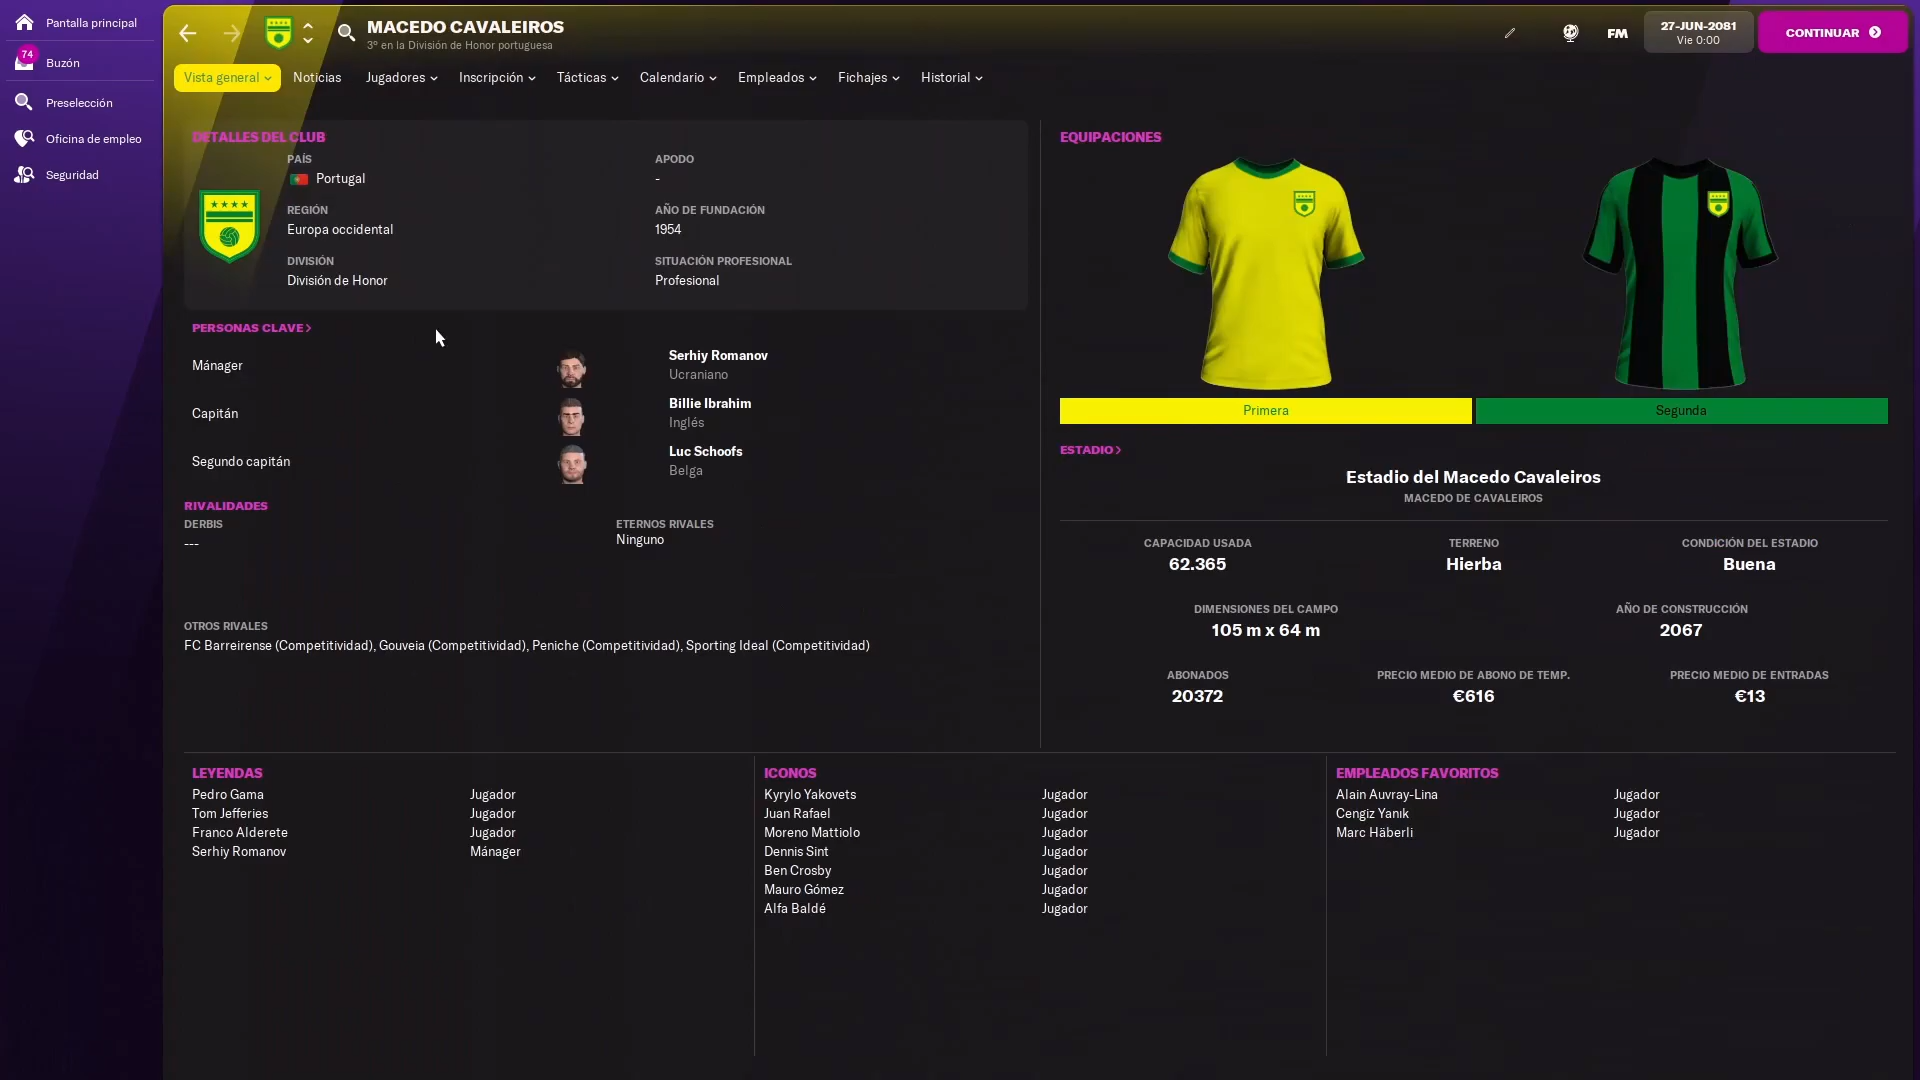 Pantalla principal
74
Buzón
Preselección
Oficina de empleo
Seguridad
MACEDO CAVALEIROS
3º en la División de Honor portuguesa
FM
27-JUN-2081
Vie 0:00
CONTINUAR
Vista general
Noticias
Jugadores
Inscripción
Tácticas
Calendario
Empleados
Fichajes
Historial
DETALLES DEL CLUB
PAÍS
Portugal
APODO
-
REGIÓN
Europa occidental
AÑO DE FUNDACIÓN
1954
DIVISIÓN
División de Honor
SITUACIÓN PROFESIONAL
Profesional
PERSONAS CLAVE >
Mánager
Serhiy Romanov
Ucraniano
Capitán
Billie Ibrahim
Inglés
Segundo capitán
Luc Schoofs
Belga
RIVALIDADES
DERBIS
---
ETERNOS RIVALES
Ninguno
OTROS RIVALES
FC Barreirense (Competitividad), Gouveia (Competitividad), Peniche (Competitividad), Sporting Ideal (Competitividad)
EQUIPACIONES
Primera
Segunda
ESTADIO >
Estadio del Macedo Cavaleiros
MACEDO DE CAVALEIROS
CAPACIDAD USADA
62.365
TERRENO
Hierba
CONDICIÓN DEL ESTADIO
Buena
DIMENSIONES DEL CAMPO
105 m x 64 m
AÑO DE CONSTRUCCIÓN
2067
ABONADOS
20372
PRECIO MEDIO DE ABONO DE TEMP.
€616
PRECIO MEDIO DE ENTRADAS
€13
LEYENDAS
Pedro Gama Jugador
Tom Jefferies Jugador
Franco Alderete Jugador
Serhiy Romanov Mánager
ICONOS
Kyrylo Yakovets Jugador
Juan Rafael Jugador
Moreno Mattiolo Jugador
Dennis Sint Jugador
Ben Crosby Jugador
Mauro Gómez Jugador
Alfa Baldé Jugador
EMPLEADOS FAVORITOS
Alain Auvray-Lina Jugador
Cengiz Yanık Jugador
Marc Häberli Jugador